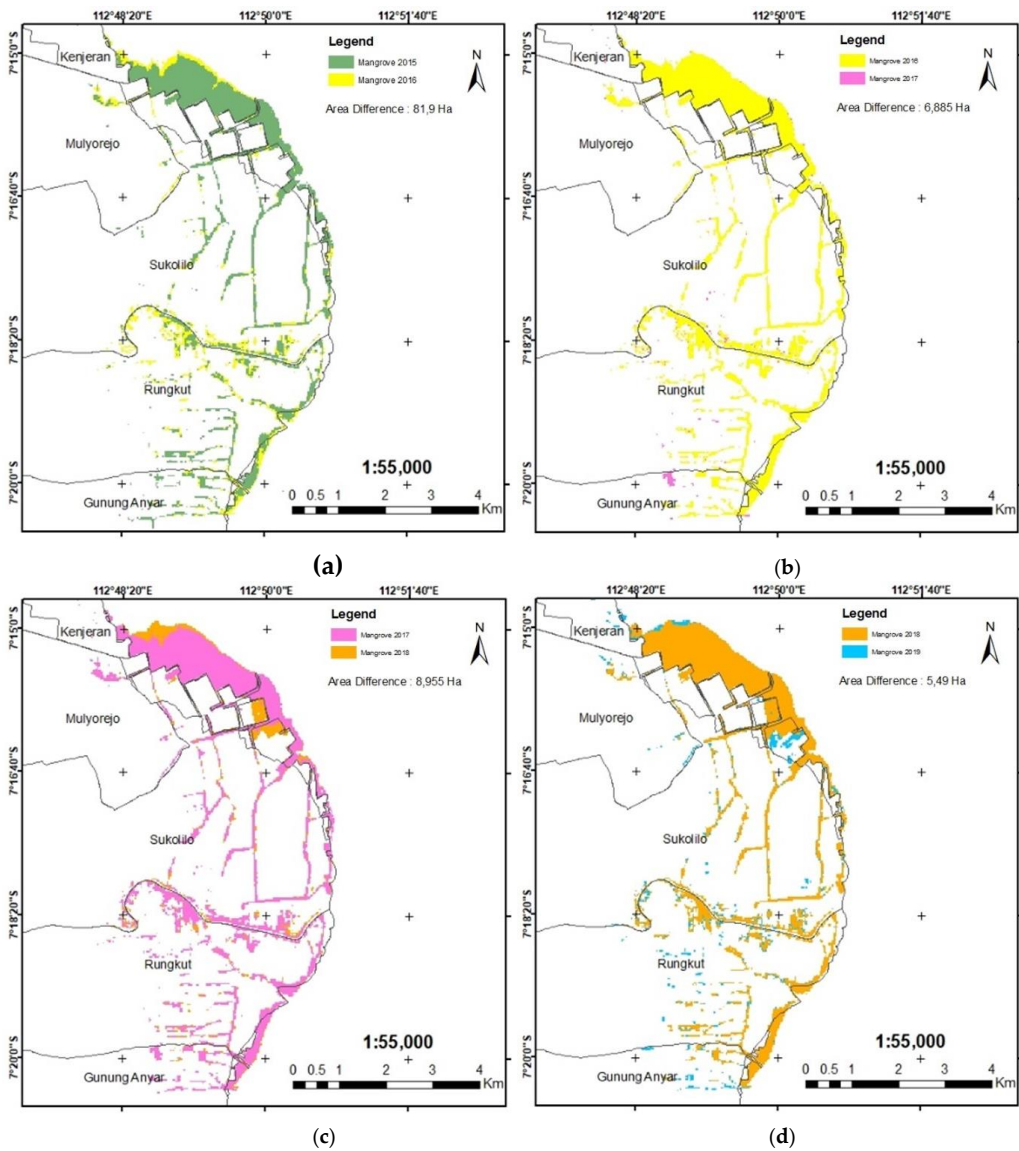 112°48'20"E 112°50'0"E 112°51'40"E
7°15'0"S
7°16'40"S
7°18'20"S
7°20'0"S
Kenjeran
Mulyorejo
Sukolilo
Rungkut
Gunung Anyar
Legend
Mangrove 2015
Mangrove 2016
Area Difference : 81,9 Ha
N
1:55,000
0 0.5 1 2 3 4
Km
(a)
112°48'20"E 112°50'0"E 112°51'40"E
7°15'0"S
7°16'40"S
7°18'20"S
7°20'0"S
Kenjeran
Mulyorejo
Sukolilo
Rungkut
Gunung Anyar
Legend
Mangrove 2016
Mangrove 2017
Area Difference : 6,885 Ha
N
1:55,000
0 0.5 1 2 3 4
Km
(b)
112°48'20"E 112°50'0"E 112°51'40"E
7°15'0"S
7°16'40"S
7°18'20"S
7°20'0"S
Kenjeran
Mulyorejo
Sukolilo
Rungkut
Gunung Anyar
Legend
Mangrove 2017
Mangrove 2018
Area Difference : 8,955 Ha
N
1:55,000
0 0.5 1 2 3 4
Km
(c)
112°48'20"E 112°50'0"E 112°51'40"E
7°15'0"S
7°16'40"S
7°18'20"S
7°20'0"S
Kenjeran
Mulyorejo
Sukolilo
Rungkut
Gunung Anyar
Legend
Mangrove 2018
Mangrove 2019
Area Difference : 5,49 Ha
N
1:55,000
0 0.5 1 2 3 4
Km
(d)